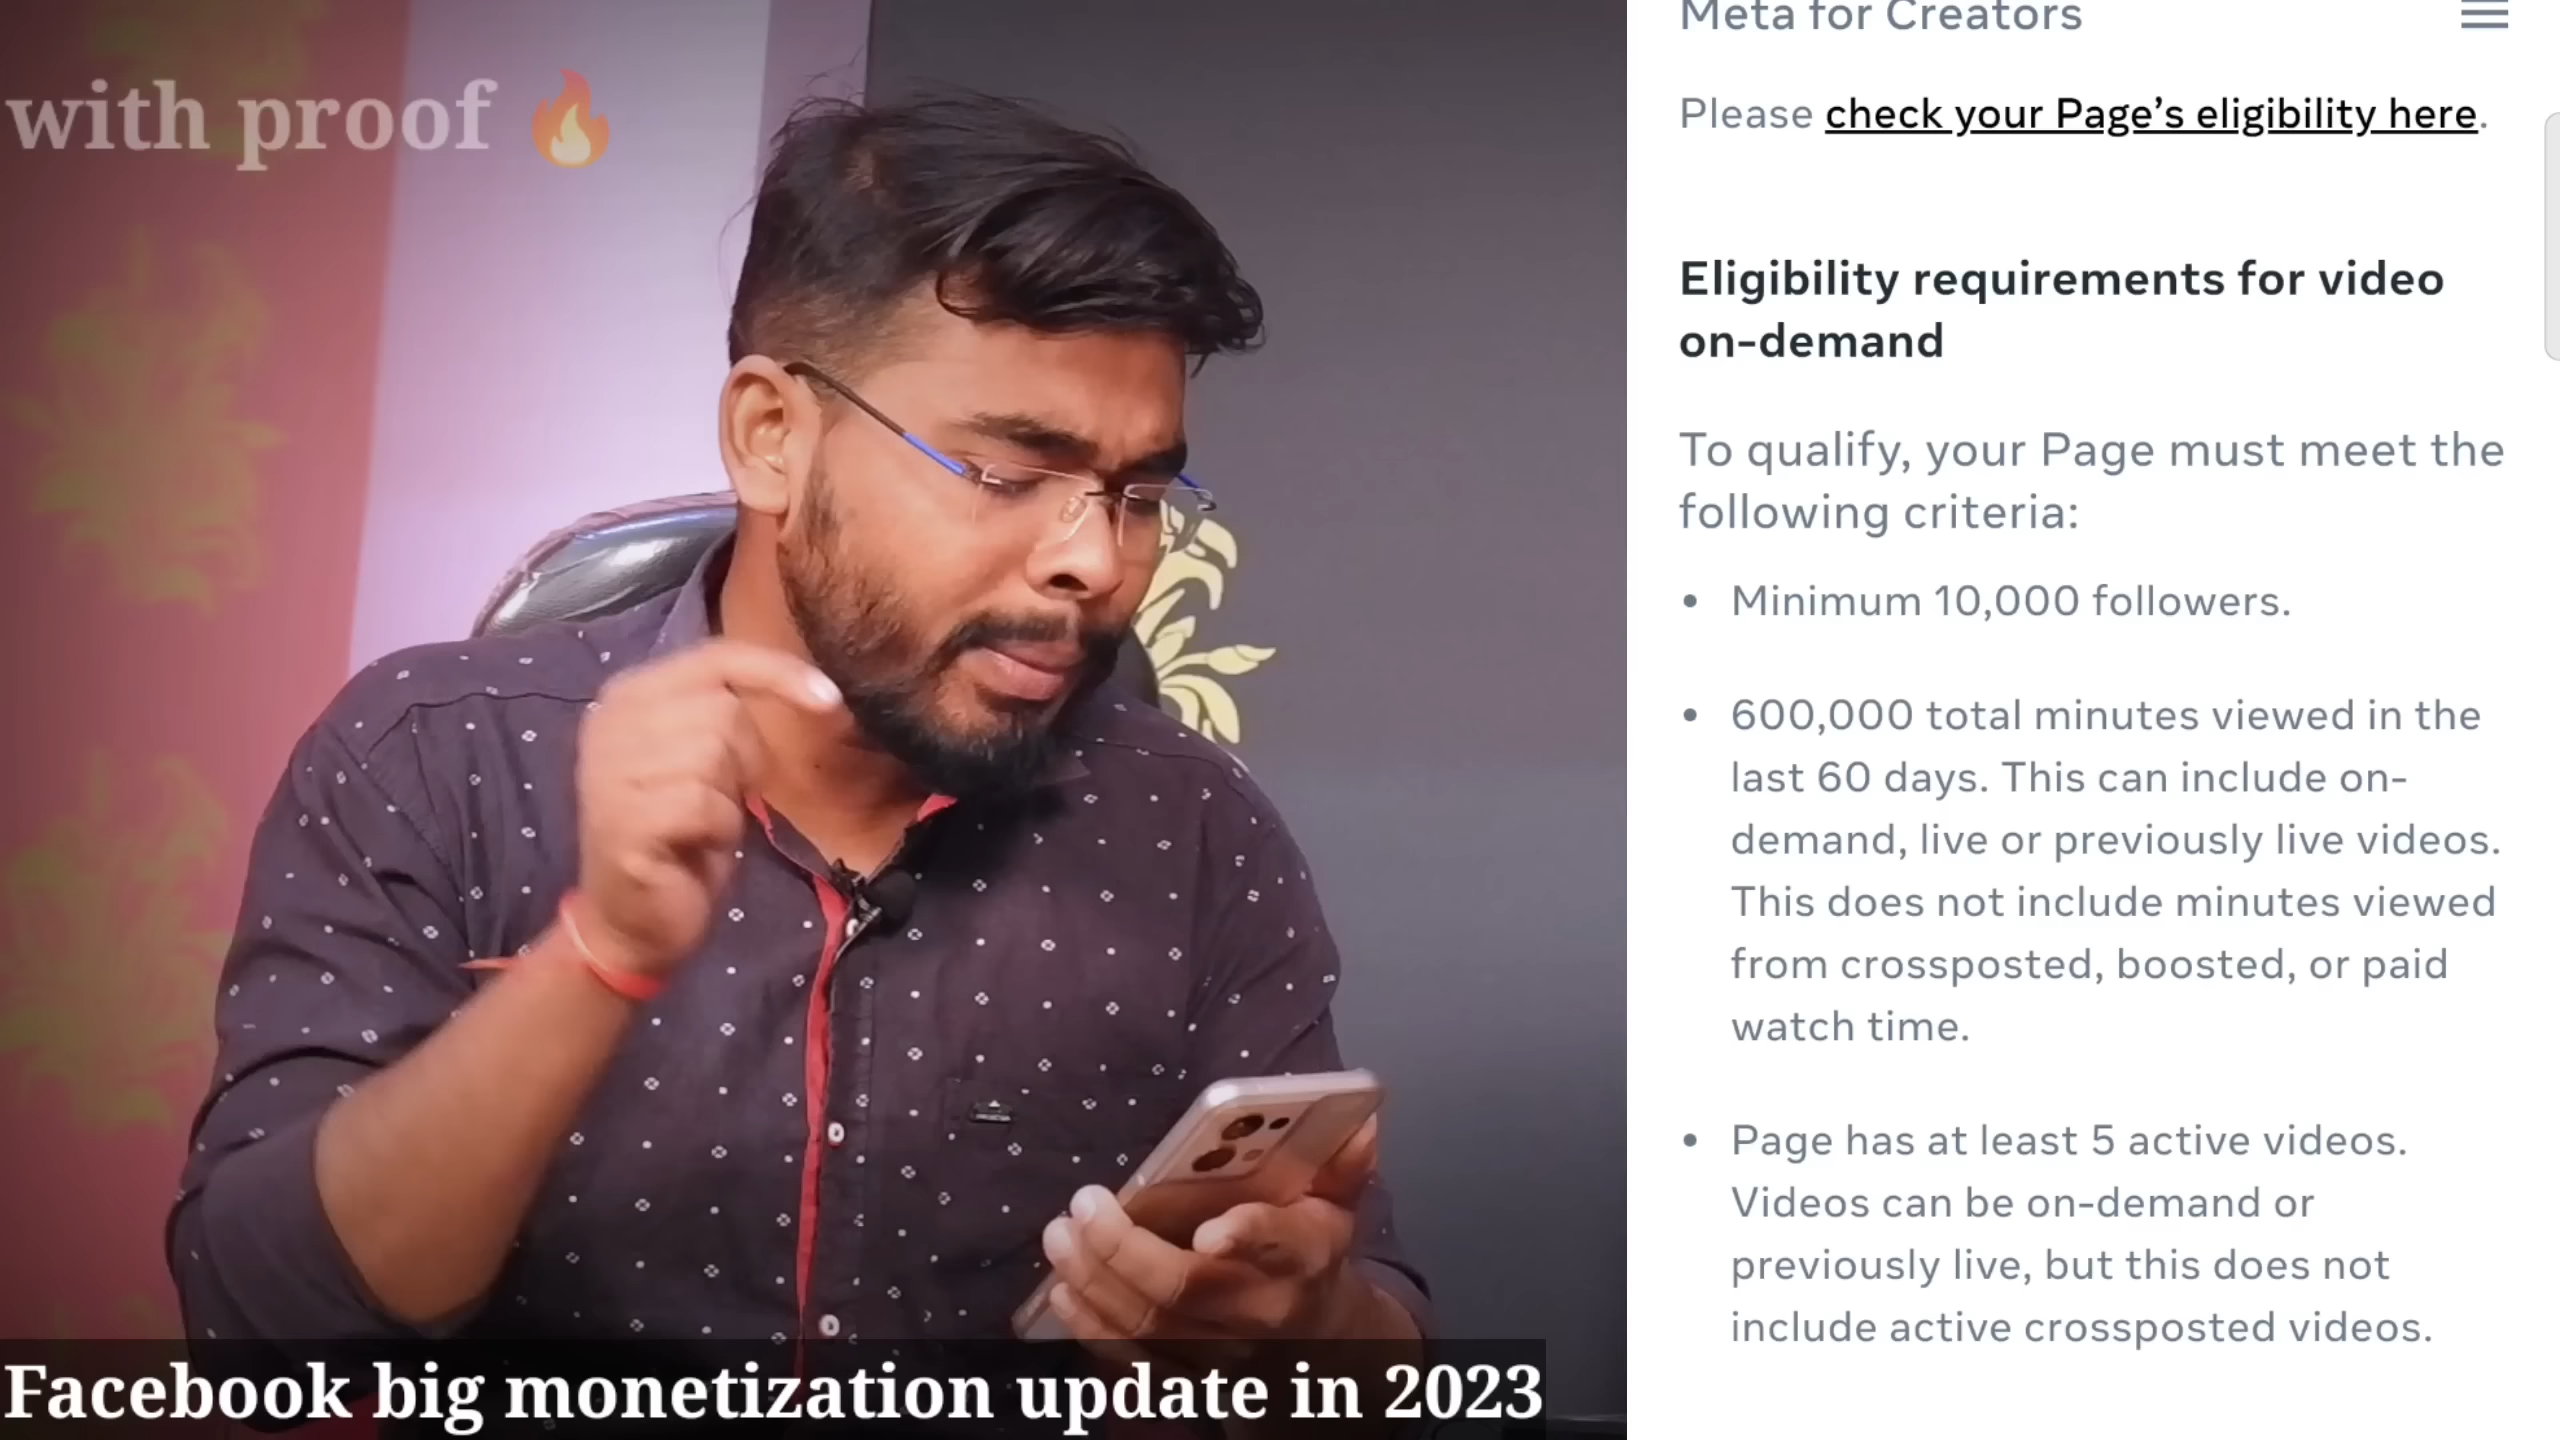 with proof 🔥
Facebook big monetization update in 2023
Meta for Creators
Please check your Page’s eligibility here.
Eligibility requirements for video
on-demand
To qualify, your Page must meet the
following criteria:
• Minimum 10,000 followers.
• 600,000 total minutes viewed in the
last 60 days. This can include on-
demand, live or previously live videos.
This does not include minutes viewed
from crossposted, boosted, or paid
watch time.
• Page has at least 5 active videos.
Videos can be on-demand or
previously live, but this does not
include active crossposted videos.